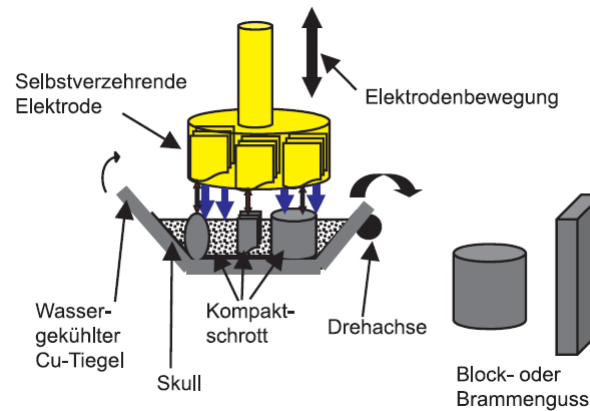 Selbstverzehrende
Elektrode
Elektrodenbewegung
Wasser-
gekühlter
Cu-Tiegel
Skull
Kompakt-
schrott
Drehachse
Block- oder
Brammenguss